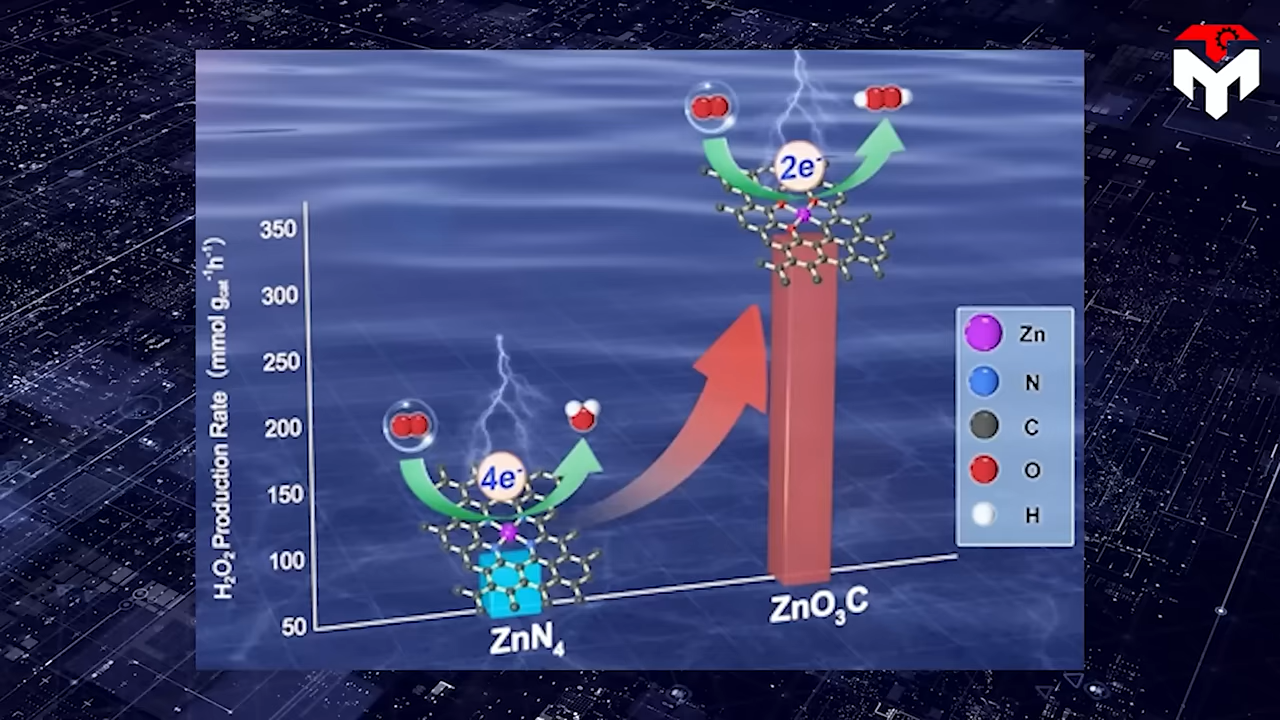 H₂O₂ Production Rate (mmol gcat⁻¹h⁻¹)
350
300
250
200
150
100
50
2e⁻
4e⁻
ZnN₄
ZnO₃C
Zn
N
C
O
H